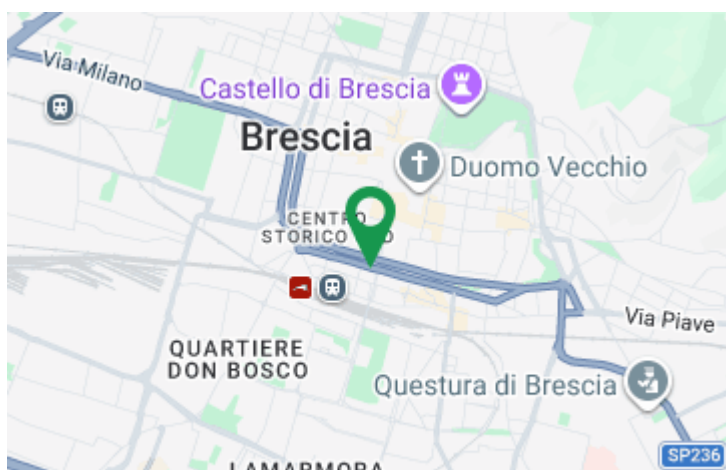 Via Milano
Castello di Brescia
Brescia
Duomo Vecchio
CENTRO
STORICO
Via Piave
QUARTIERE
DON BOSCO
Questura di Brescia
SP236
LAMARMORA